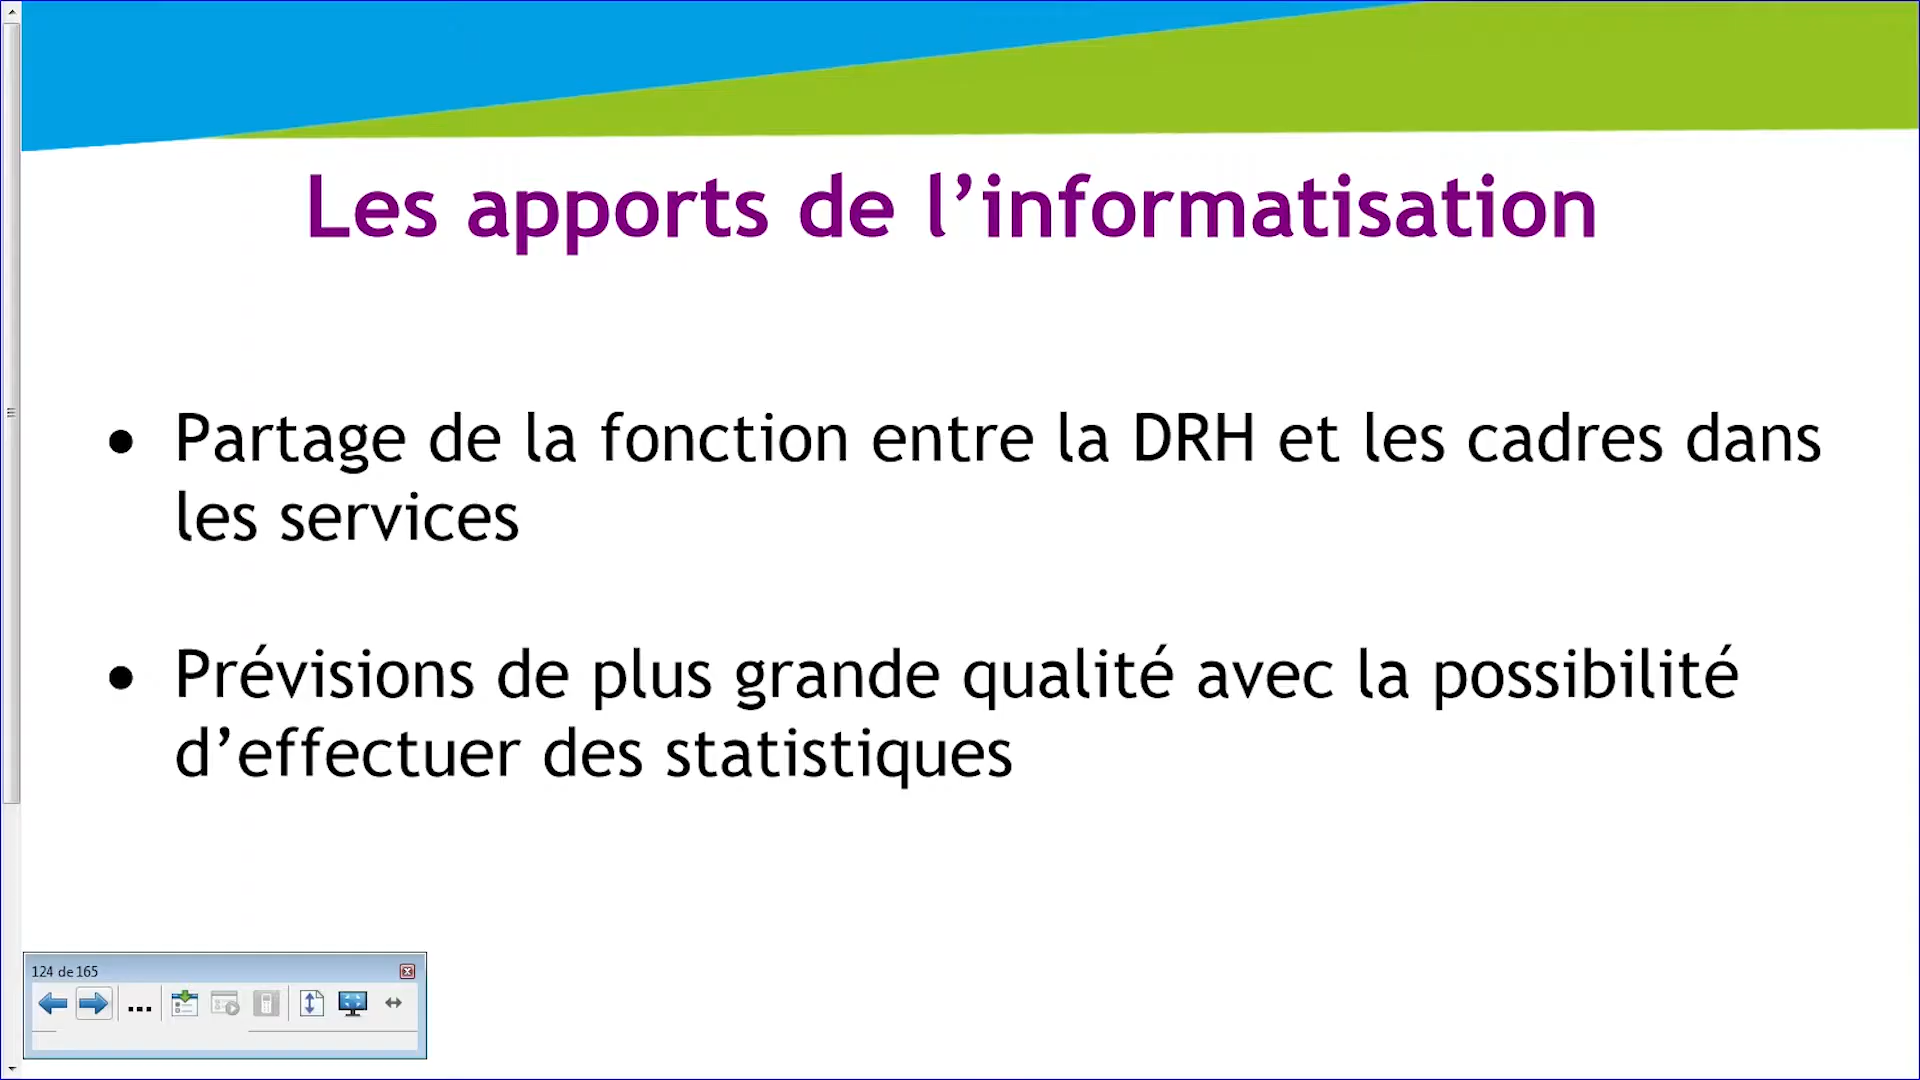 Les apports de l’informatisation
• Partage de la fonction entre la DRH et les cadres dans
les services
• Prévisions de plus grande qualité avec la possibilité
d’effectuer des statistiques
124 de 165
...